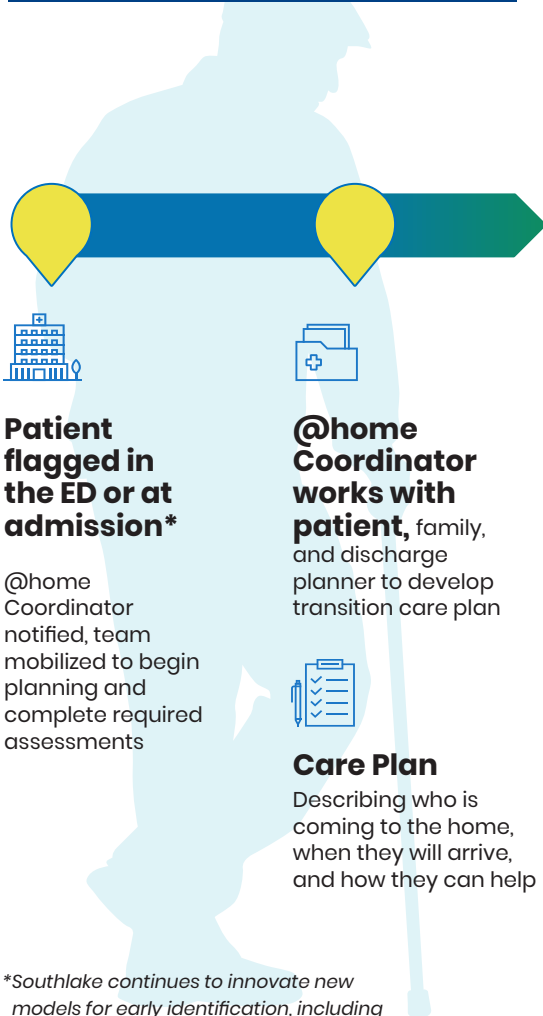 Patient
flagged in
the ED or at
admission*
@home
Coordinator
notified, team
mobilized to begin
planning and
complete required
assessments
@home
Coordinator
works with
patient, family,
and discharge
planner to develop
transition care plan
Care Plan
Describing who is
coming to the home,
when they will arrive,
and how they can help
*Southlake continues to innovate new
models for early identification, including